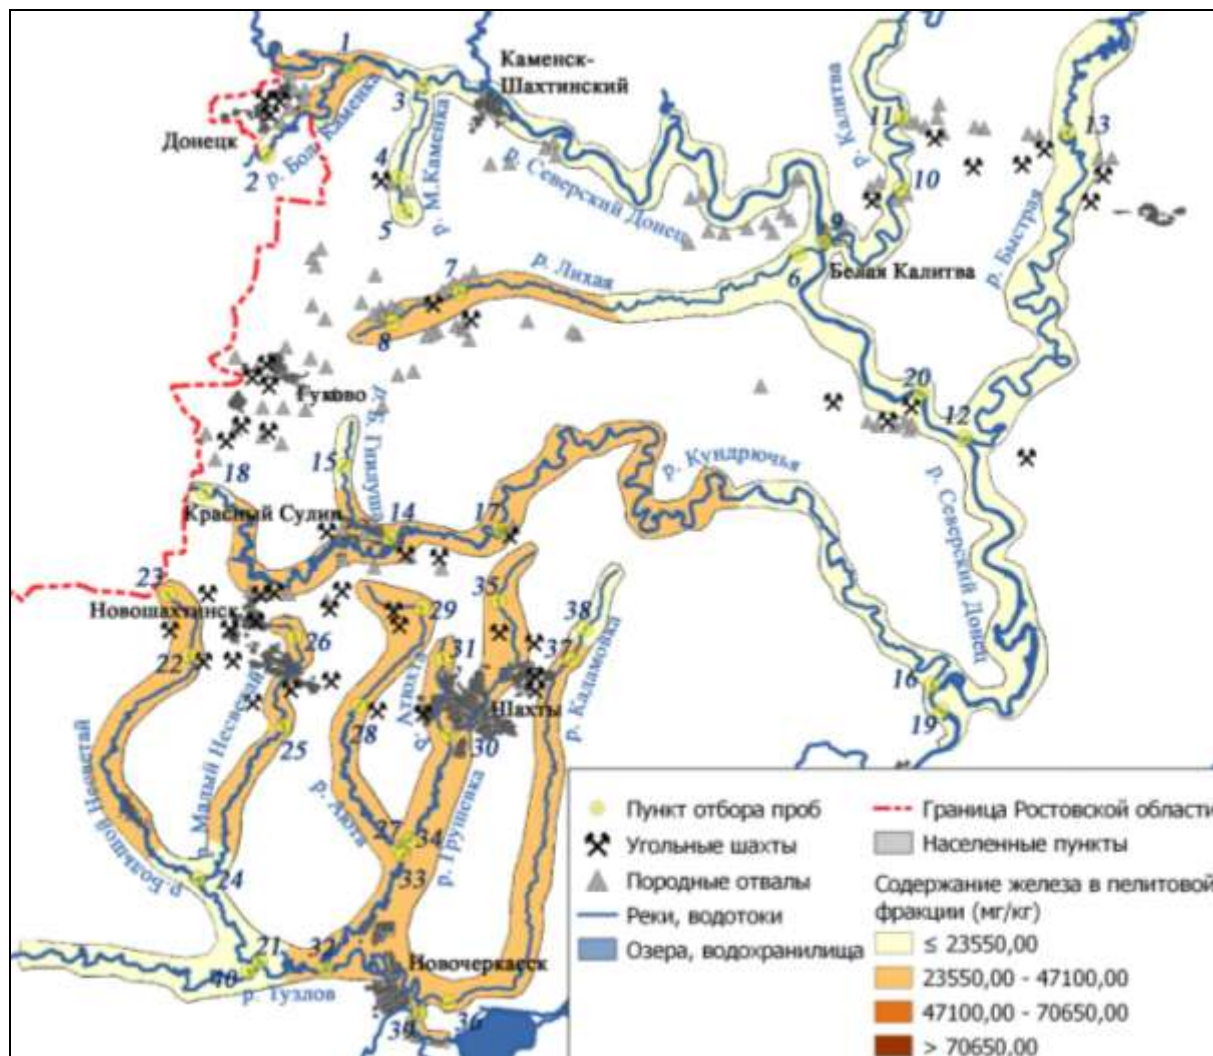 1
Каменск-
Шахтинский
3
р. Калитва
11
13
Донецк
р. Бол. Каменка
2
4
р. М.Каменка
5
р. Северский Донец
10
9
р. Быстрая
7
р. Лихая
6
Белая Калитва
8
Гуково
р. Б. Гнилуша
20
12
15
18
р. Кундрючья
Красный Сулин
14
17
р. Северский Донец
23
Новошахтинск
29
35
38
26
31
37
р. Кадамовка
22
р. Атюхта
16
Шахты
19
28
25
30
р. Большой Несветай
р. Малый Несветай
р. Аюта
р. Грушевка
27
34
33
24
21
32
40
р. Тузлов
Новочеркасск
39
36
Пункт отбора проб
Угольные шахты
Породные отвалы
Реки, водотоки
Озера, водохранилища
Граница Ростовской области
Населенные пункты
Содержание железа в пелитовой
фракции (мг/кг)
≤ 23550,00
23550,00 - 47100,00
47100,00 - 70650,00
> 70650,00